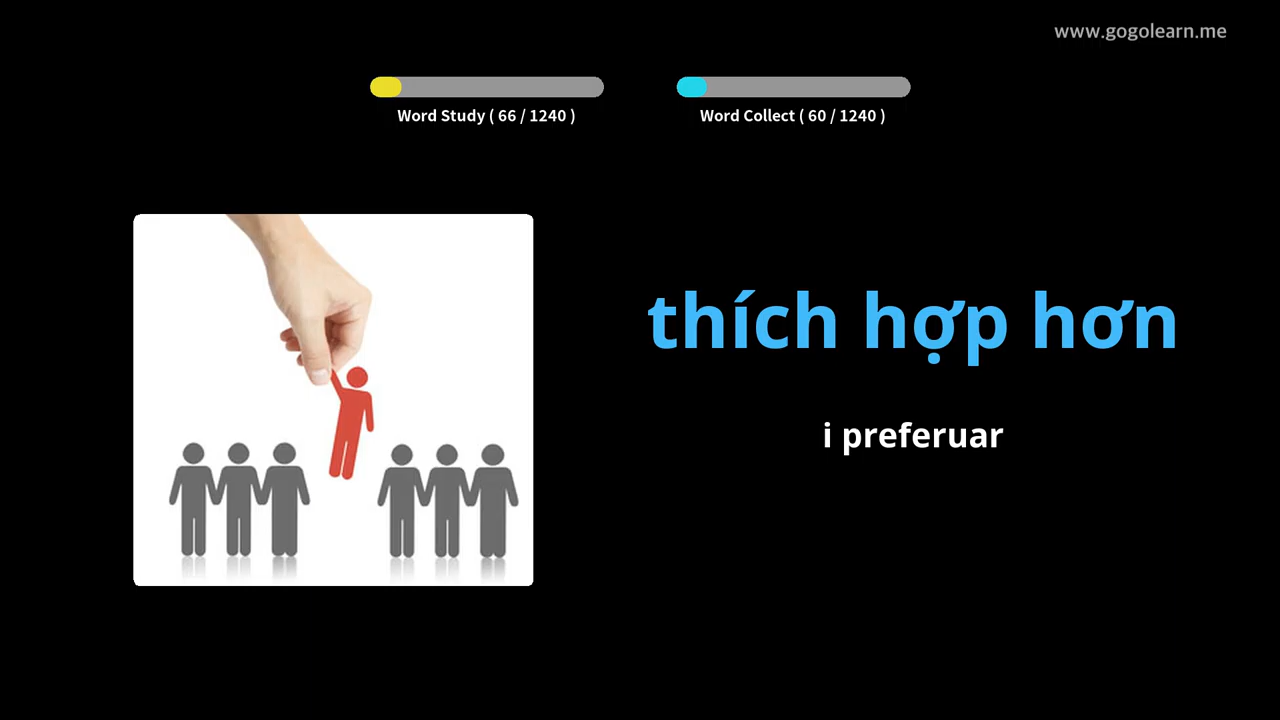 www.gogolearn.me
Word Study ( 66 / 1240 )
Word Collect ( 60 / 1240 )
thích hợp hơn
i preferuar